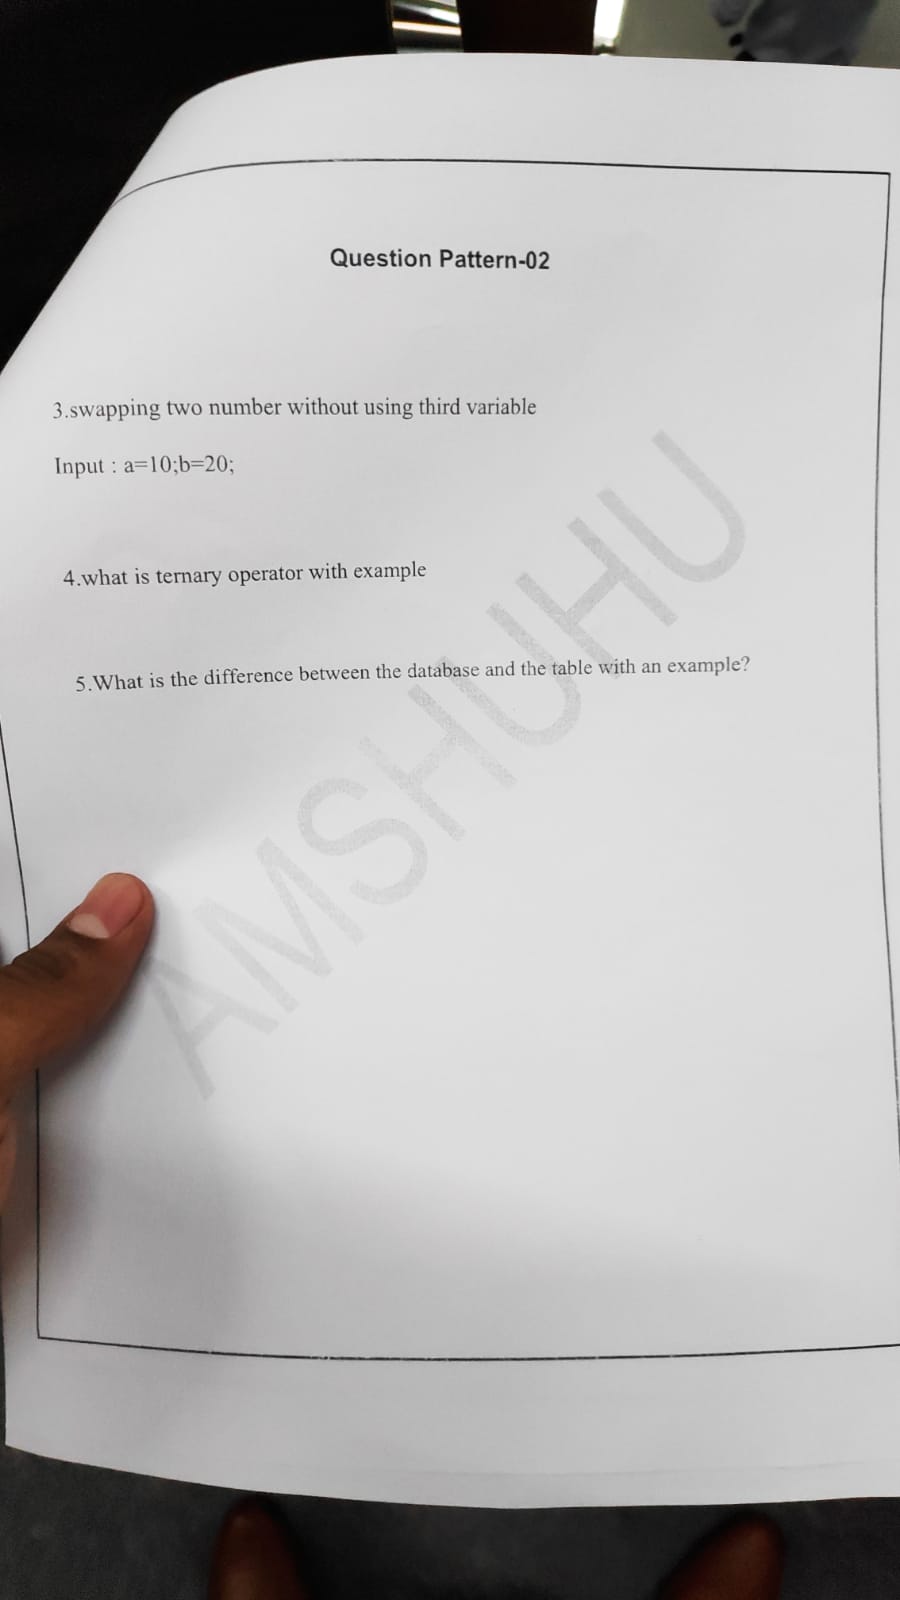 Question Pattern-02
3.swapping two number without using third variable
Input : a=10;b=20;
4.what is ternary operator with example
5.What is the difference between the database and the table with an example?
AMSHUHU